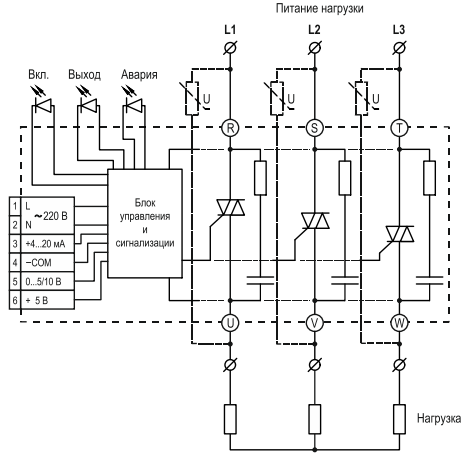 Питание нагрузки
L1
L2
L3
Вкл.
Выход
Авария
U
U
U
R
S
T
1
L
~220 В
2
N
3
+4...20 мА
4
–COM
5
0...5/10 В
6
+ 5 В
Блок
управления
и
сигнализации
U
V
W
Нагрузка